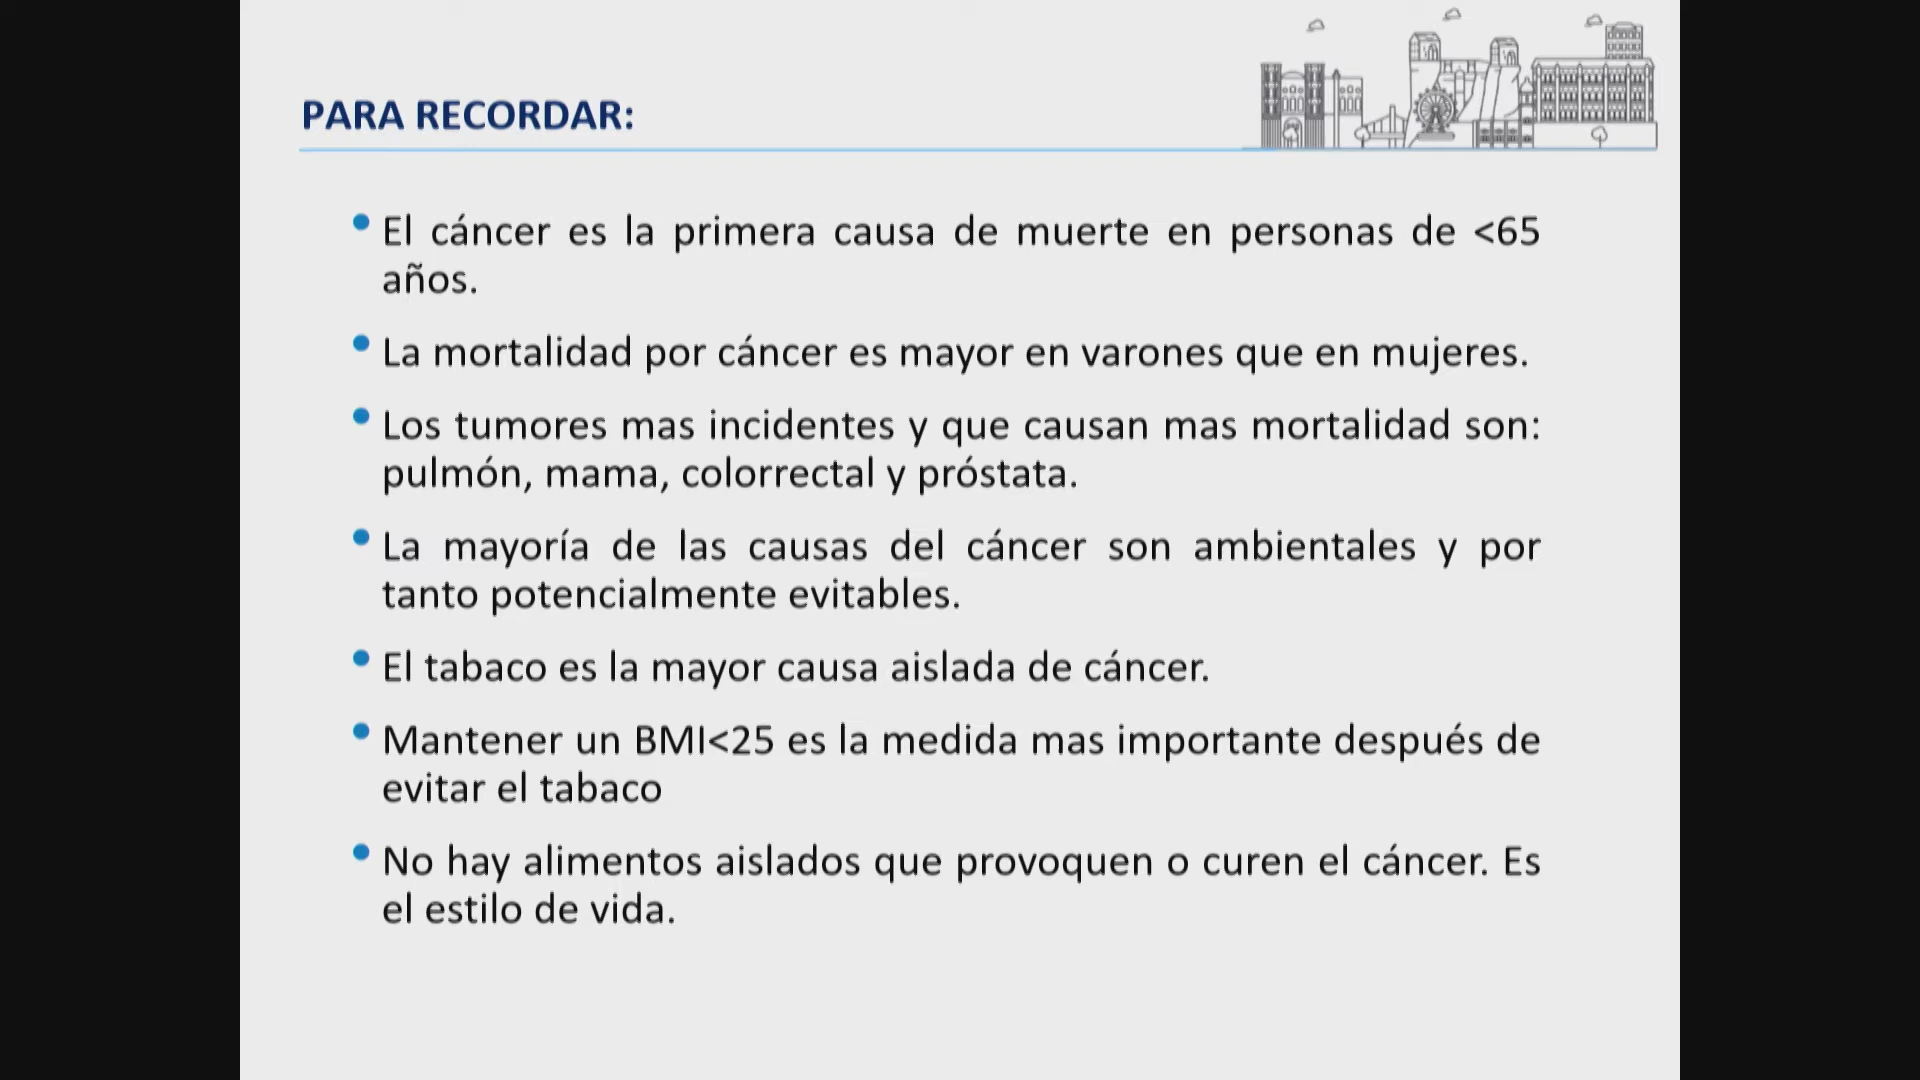 PARA RECORDAR:
El cáncer es la primera causa de muerte en personas de <65
años.
La mortalidad por cáncer es mayor en varones que en mujeres.
Los tumores mas incidentes y que causan mas mortalidad son:
pulmón, mama, colorrectal y próstata.
La mayoría de las causas del cáncer son ambientales y por
tanto potencialmente evitables.
El tabaco es la mayor causa aislada de cáncer.
Mantener un BMI<25 es la medida mas importante después de
evitar el tabaco
No hay alimentos aislados que provoquen o curen el cáncer. Es
el estilo de vida.